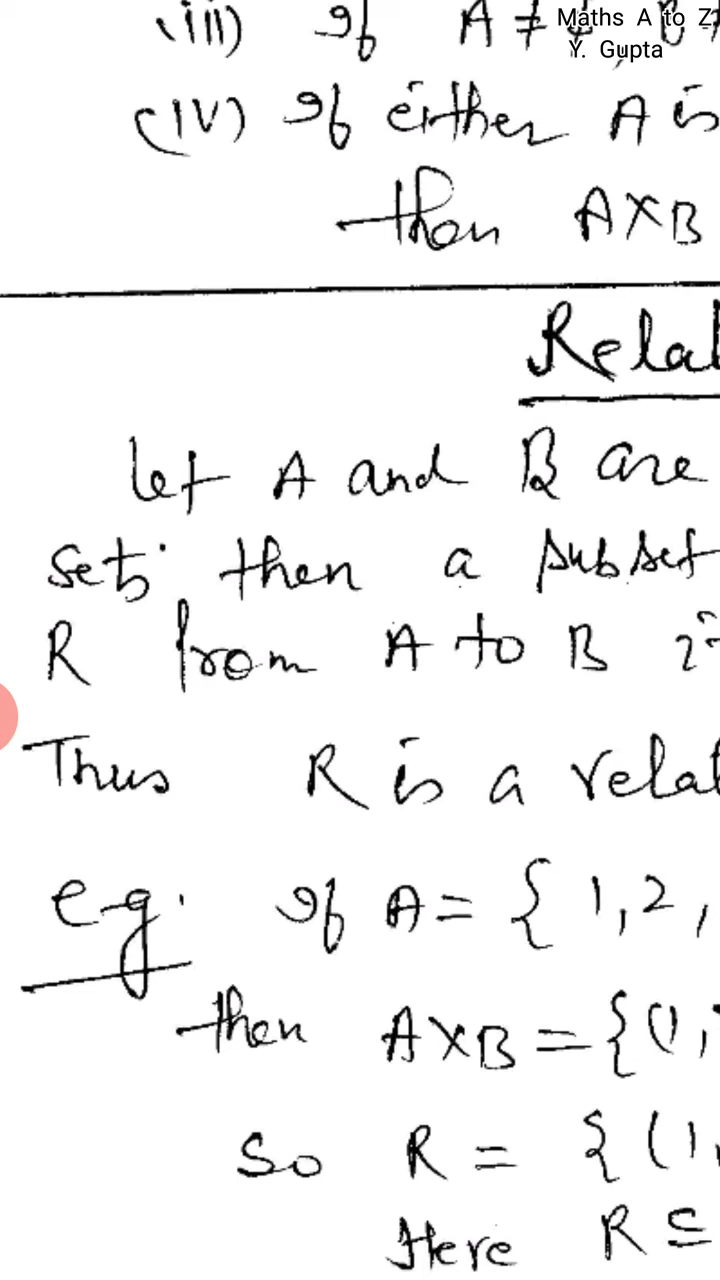 (iii) If A ≠
Maths A to Z
Y. Gupta
(iv) If either A is
then A×B
Relat
let A and B are
sets then a subset
R from A to B is
Thus R is a relat
e.g. If A = { 1, 2,
then A×B = { (1,
So R = { (1,
Here R ⊆